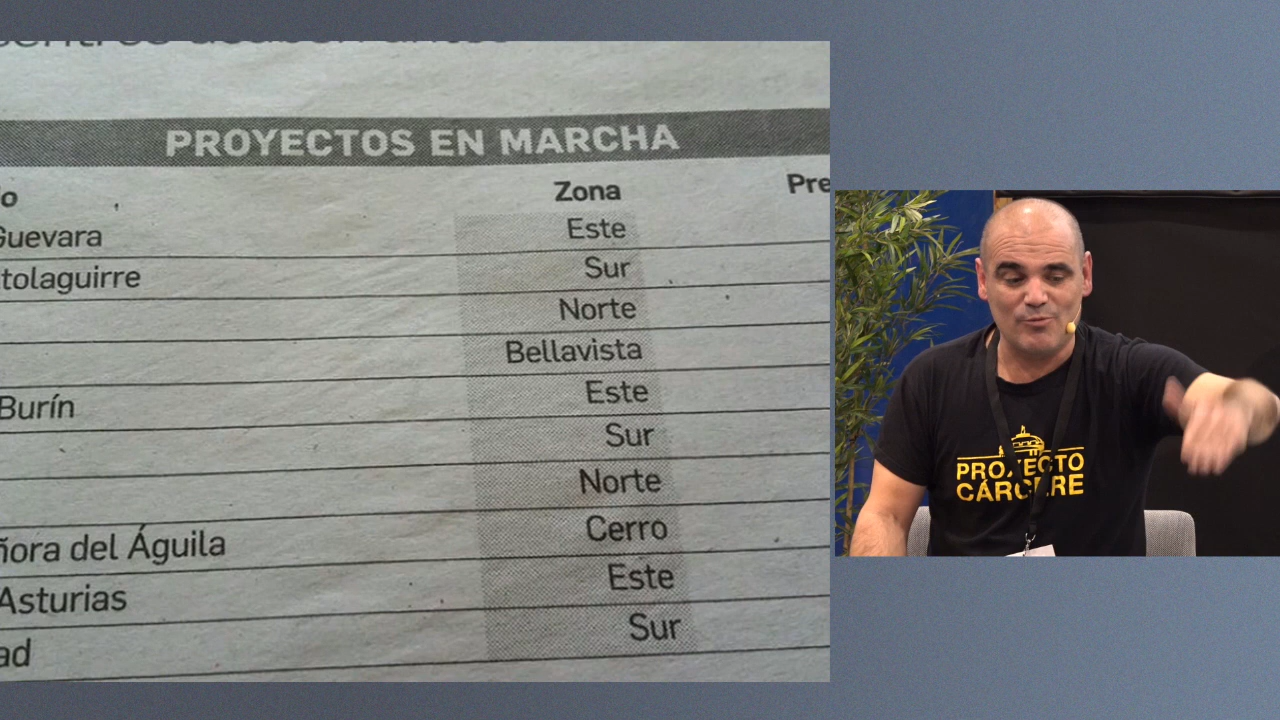 PROYECTOS EN MARCHA
o Zona Pre
Guevara Este
tolaguirre Sur
Norte
Bellavista
Burín Este
Sur
Norte
ñora del Águila Cerro
Asturias Este
ad Sur
PROYECTO
CÁRCERE